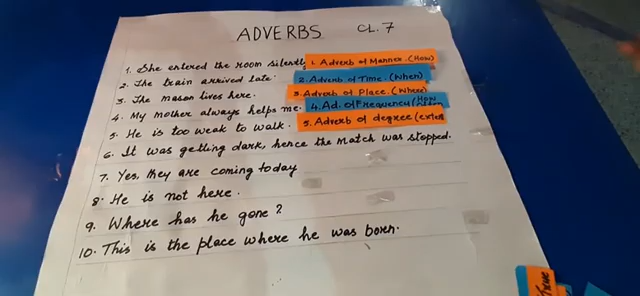 ADVERBS CL. 7
1. She entered the room silently 1. Adverb of Manner. (How)
2. The train arrived late. 2. Adverb of Time. (When)
3. The mason lives here. 3. Adverb of Place. (Where)
4. My mother always helps me. 4. Ad. of Frequency (How
5. He is too weak to walk. 5. Adverb of degree (exten
6. It was getting dark, hence the match was stopped.
7. Yes, they are coming today
8. He is not here.
9. Where has he gone?
10. This is the place where he was born.